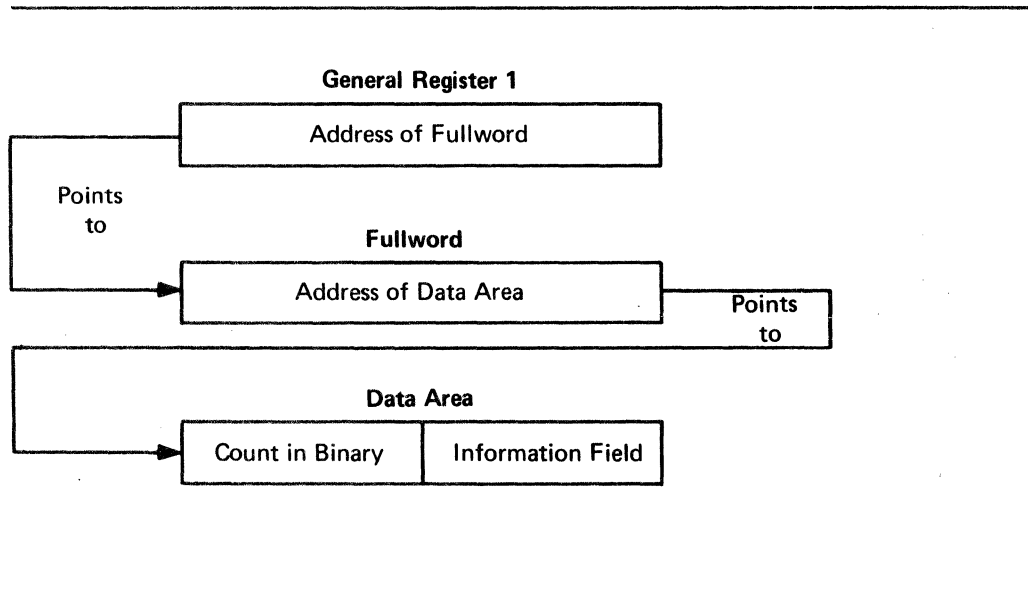 General Register 1
Address of Fullword
Points
to
Fullword
Address of Data Area
Points
to
Data Area
Count in Binary
Information Field